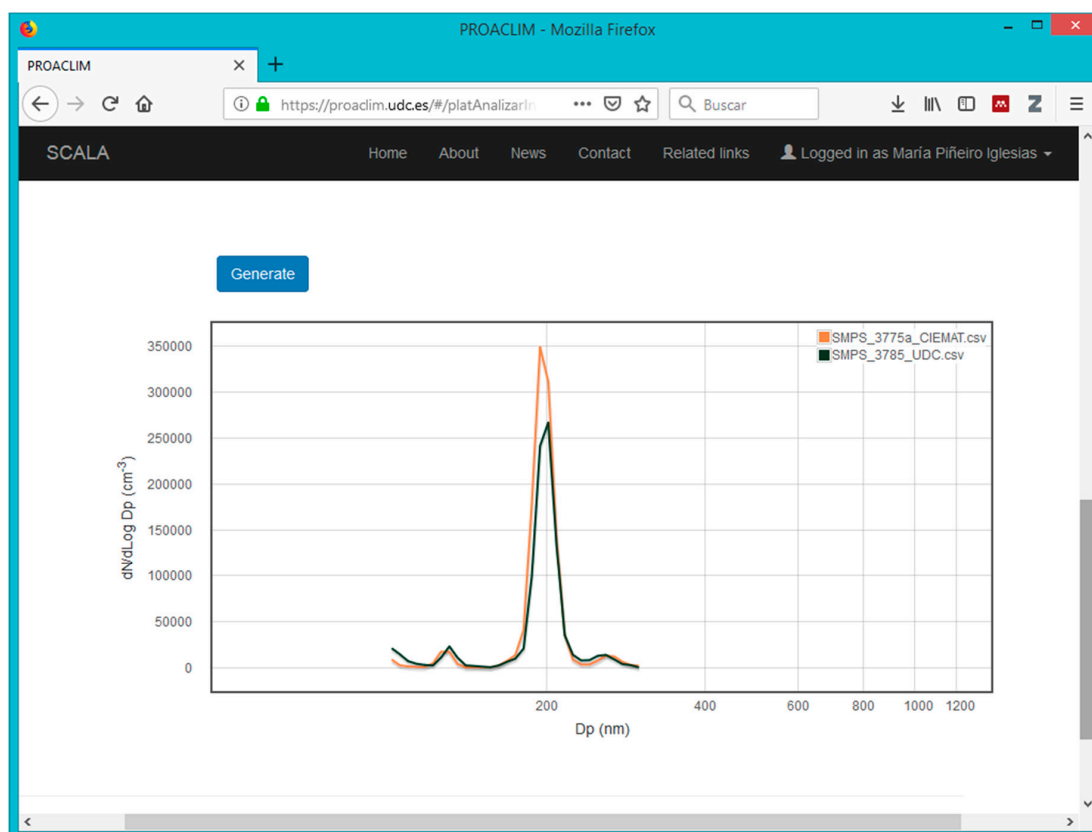 PROACLIM - Mozilla Firefox
PROACLIM
https://proaclim.udc.es/#/platAnalizarIn
Buscar
SCALA Home About News Contact Related links Logged in as María Piñeiro Iglesias
Generate
SMPS_3775a_CIEMAT.csv
SMPS_3785_UDC.csv
350000
300000
250000
200000
150000
100000
50000
0
dN/dLog Dp (cm-3)
200 400 600 800 1000 1200
Dp (nm)